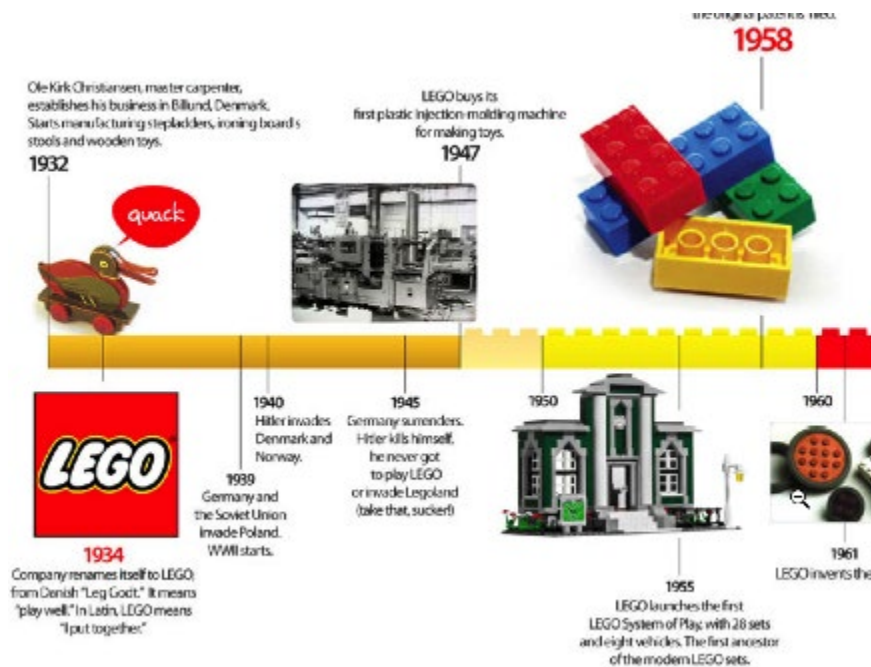 the original patent is filed.
1958
Ole Kirk Christiansen, master carpenter,
establishes his business in Billund, Denmark.
Starts manufacturing stepladders, ironing boards
stools and wooden toys.
1932
LEGO buys its
first plastic injection-molding machine
for making toys.
1947
quack
LEGO
1934
Company renames itself to LEGO,
from Danish "Leg Godt." It means
"play well." In Latin, LEGO means
"I put together."
1939
Germany and
the Soviet Union
invade Poland.
WWII starts.
1940
Hitler invades
Denmark and
Norway.
1945
Germany surrenders.
Hitler kills himself,
he never got
to play LEGO
or invade Legoland
(take that, sucker!)
1950
1955
LEGO launches the first
LEGO System of Play, with 28 sets
and eight vehicles. The first ancestor
of the modern LEGO sets.
1960
1961
LEGO invents the